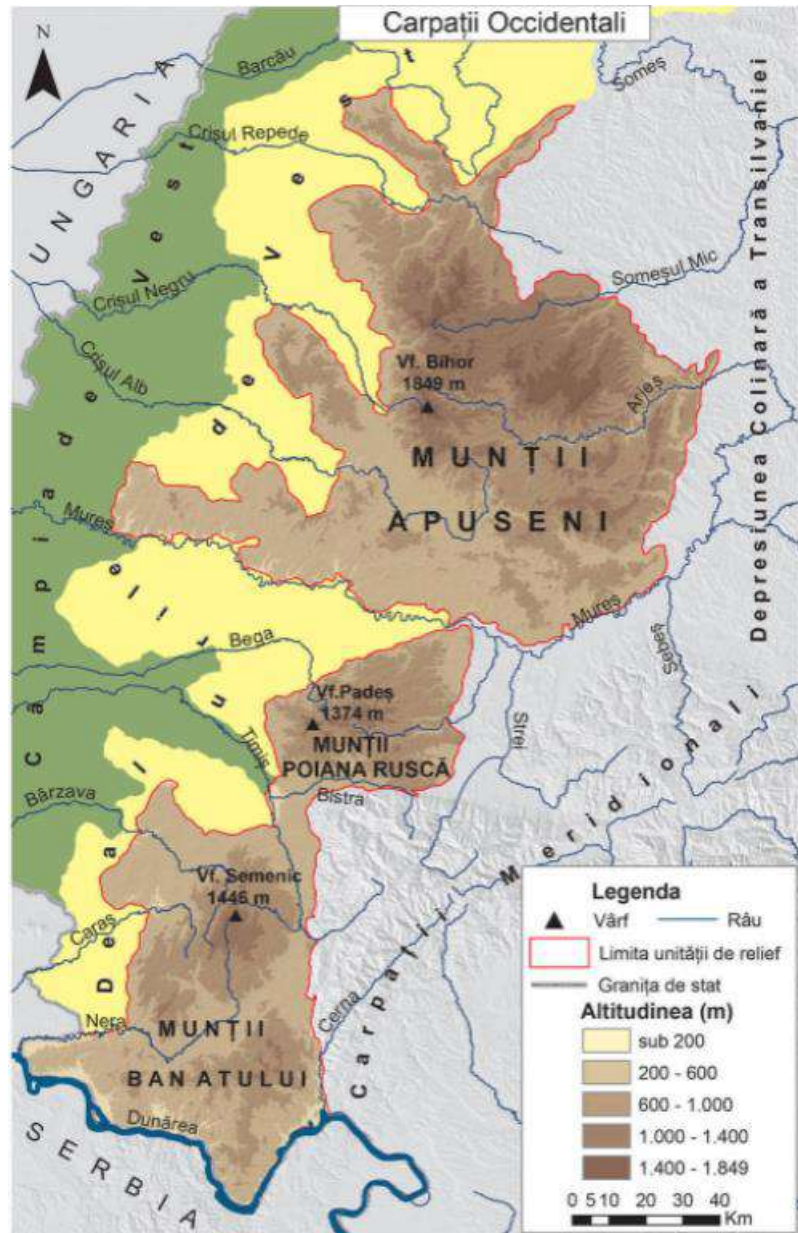 Carpații Occidentali
N
UNGARIA
Barcău
Someș
Crișul Repede
Câmpia de Vest
Dealurile de Vest
Depresiunea Colinară a Transilvaniei
Crișul Negru
Someșul Mic
Crișul Alb
Vf. Bihor
1849 m
Arieș
MUNȚII
APUSENI
Mureș
Mureș
Bega
Sebeș
Vf.Padeș
1374 m
Strei
MUNȚII
POIANA RUSCĂ
Timiș
Bistra
Bârzava
Carpații Meridionali
Vf. Semenic
1446 m
Caraș
Cerna
Nera
MUNȚII
BANATULUI
Dunărea
SERBIA
Legenda
Vârf
Râu
Limita unității de relief
Granița de stat
Altitudinea (m)
sub 200
200 - 600
600 - 1.000
1.000 - 1.400
1.400 - 1.849
0 5 10 20 30 40
Km